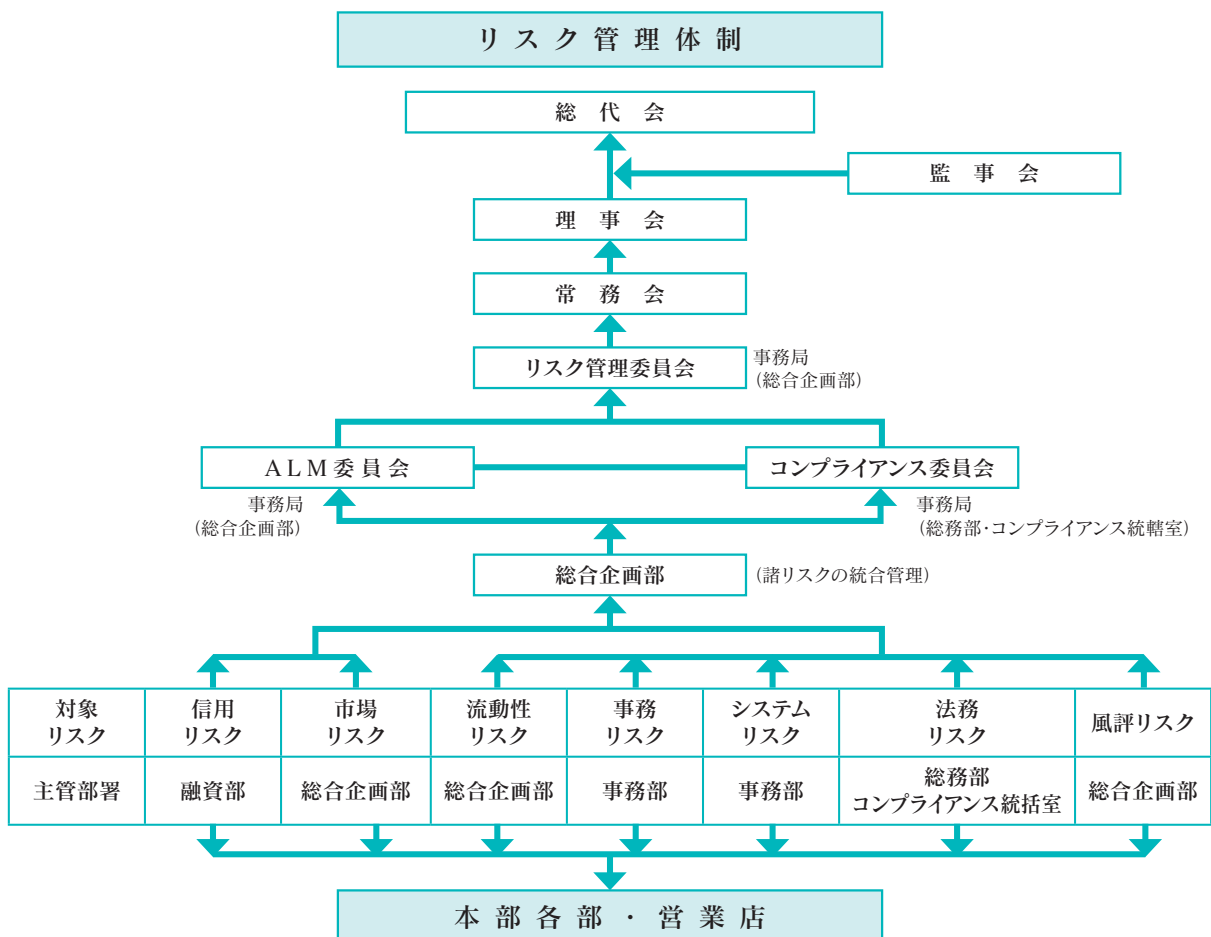 リスク管理体制
総代会
監事会
理事会
常務会
リスク管理委員会
事務局
(総合企画部)
ALM委員会
コンプライアンス委員会
事務局
(総合企画部)
事務局
(総務部・コンプライアンス統轄室)
総合企画部
(諸リスクの統合管理)
対象
リスク
信用
リスク
市場
リスク
流動性
リスク
事務
リスク
システム
リスク
法務
リスク
風評リスク
主管部署
融資部
総合企画部
総合企画部
事務部
事務部
総務部
コンプライアンス統括室
総合企画部
本部各部・営業店